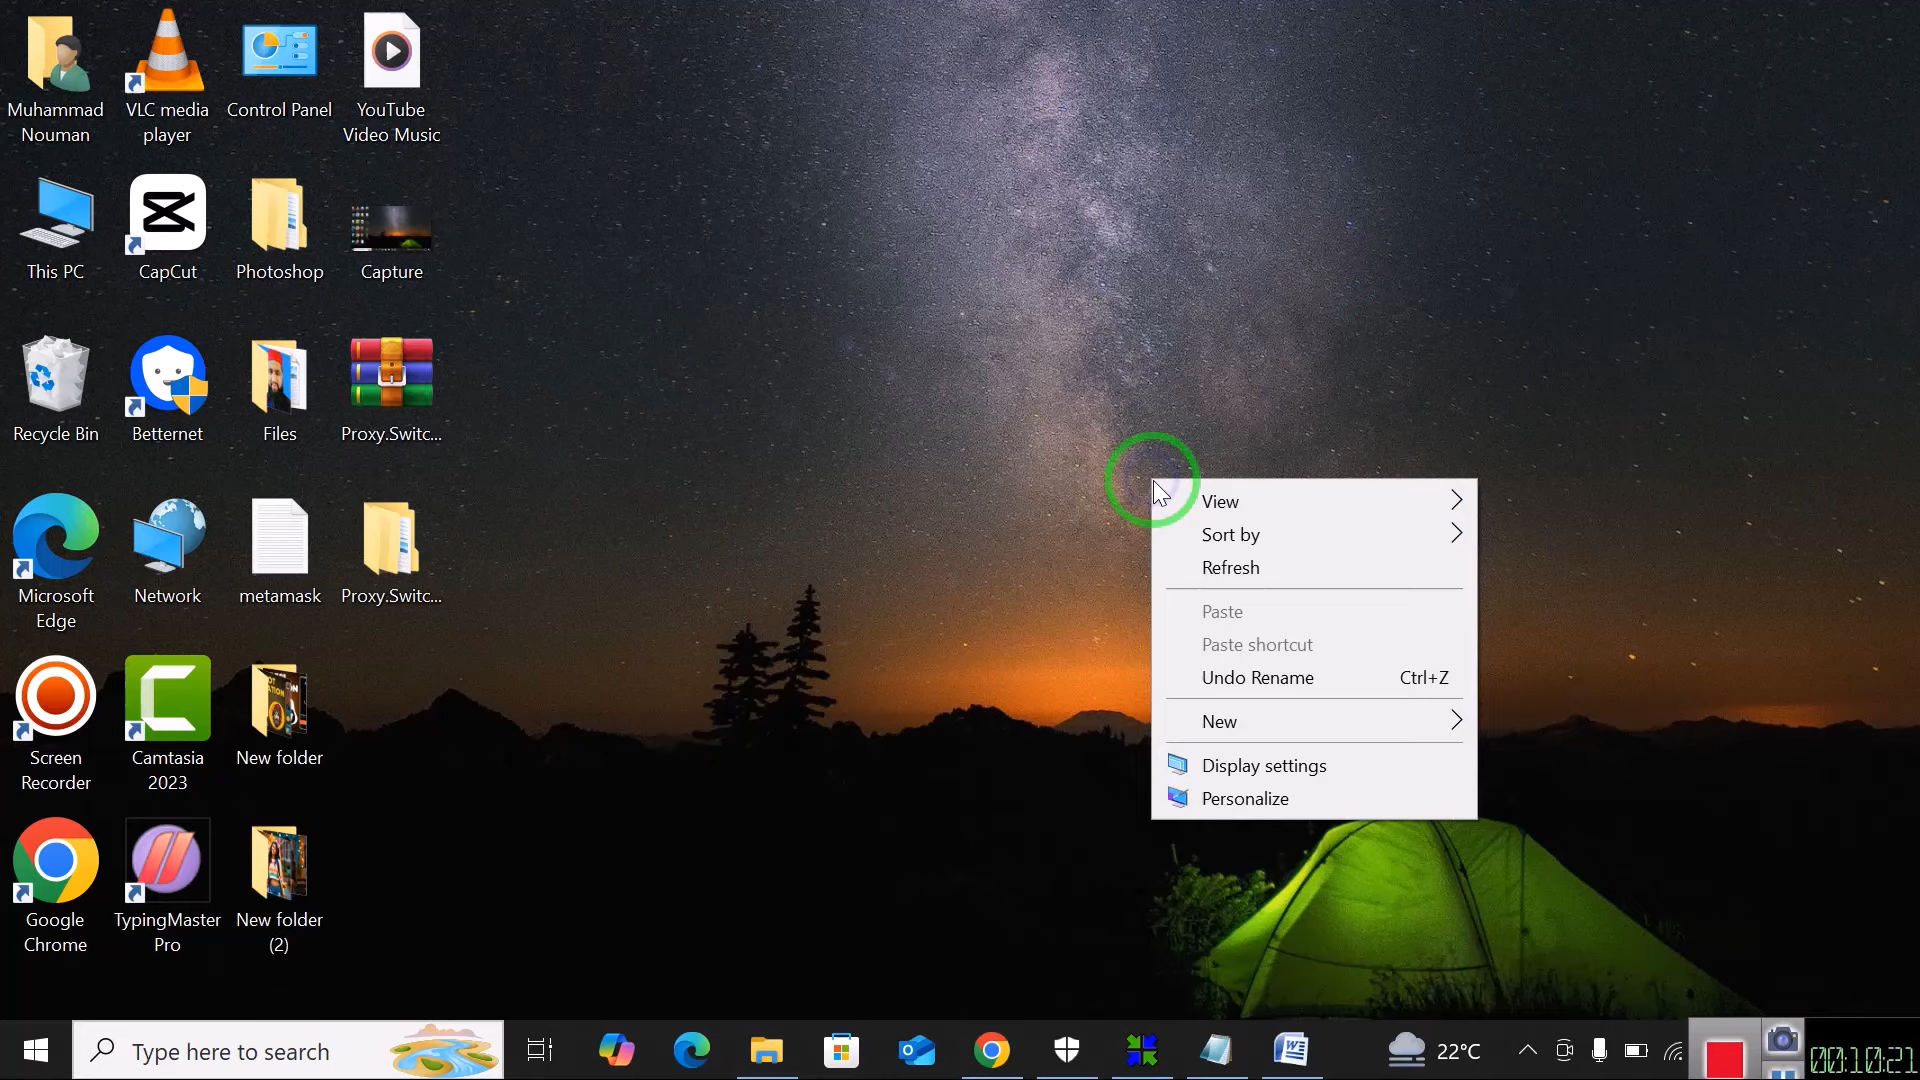 Muhammad
Nouman
VLC media
player
Control Panel
YouTube
Video Music
This PC
CapCut
Photoshop
Capture
Recycle Bin
Betternet
Files
Proxy.Switc...
Microsoft
Edge
Network
metamask
Proxy.Switc...
Screen
Recorder
Camtasia
2023
New folder
Google
Chrome
TypingMaster
Pro
New folder
(2)
View
Sort by
Refresh
Paste
Paste shortcut
Undo Rename Ctrl+Z
New
Display settings
Personalize
Type here to search
22°C
00:10:21